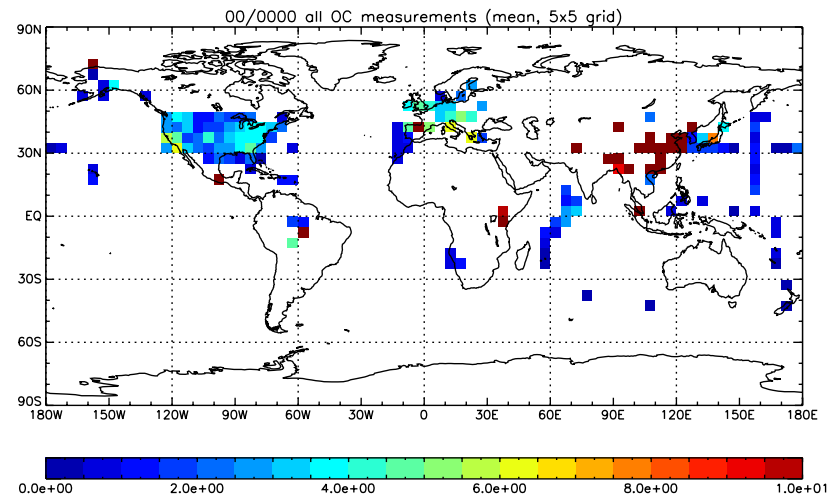 00/0000 all OC measurements (mean, 5x5 grid)
90N
60N
30N
EQ
30S
60S
90S
180W 150W 120W 90W 60W 30W 0 30E 60E 90E 120E 150E 180E
0.0e+00 2.0e+00 4.0e+00 6.0e+00 8.0e+00 1.0e+01